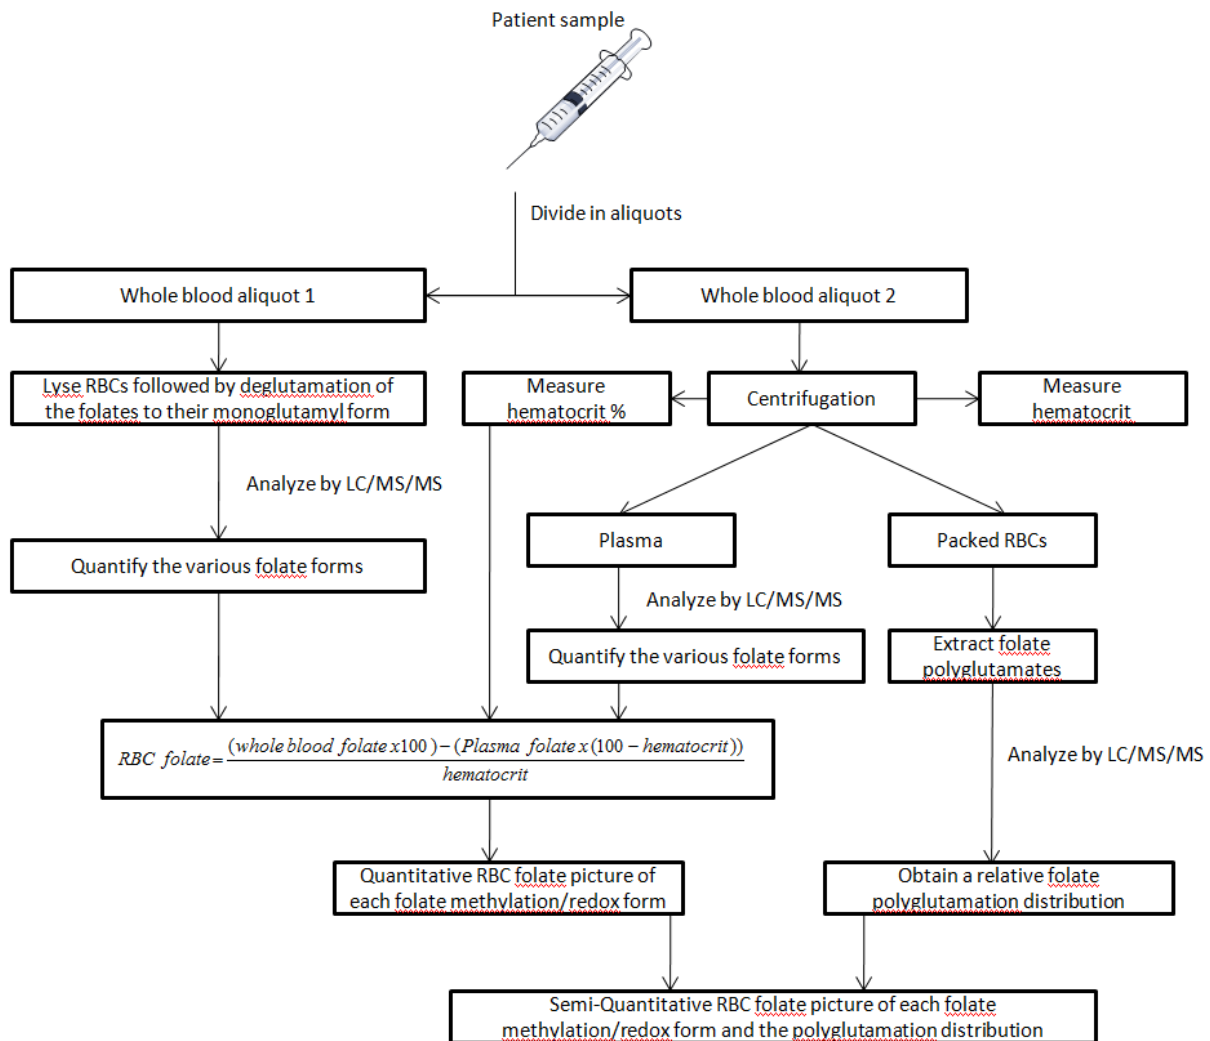 Patient sample
Divide in aliquots
Whole blood aliquot 1
Whole blood aliquot 2
Lyse RBCs followed by deglutamation of
the folates to their monoglutamyl form
Measure
hematocrit %
Centrifugation
Measure
hematocrit
Analyze by LC/MS/MS
Plasma
Packed RBCs
Quantify the various folate forms
Analyze by LC/MS/MS
Quantify the various folate forms
Extract folate
polyglutamates
RBC folate = (whole blood folate x100) − (Plasma folate x (100 − hematocrit))
hematocrit
Analyze by LC/MS/MS
Quantitative RBC folate picture of
each folate methylation/redox form
Obtain a relative folate
polyglutamation distribution
Semi-Quantitative RBC folate picture of each folate
methylation/redox form and the polyglutamation distribution